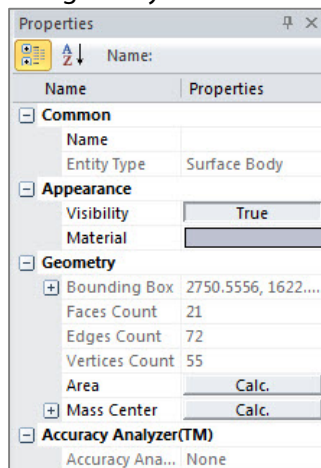 Properties
Name:
Name Properties
Common
Name
Entity Type Surface Body
Appearance
Visibility True
Material
Geometry
Bounding Box 2750.5556, 1622....
Faces Count 21
Edges Count 72
Vertices Count 55
Area Calc.
Mass Center Calc.
Accuracy Analyzer(TM)
Accuracy Ana... None